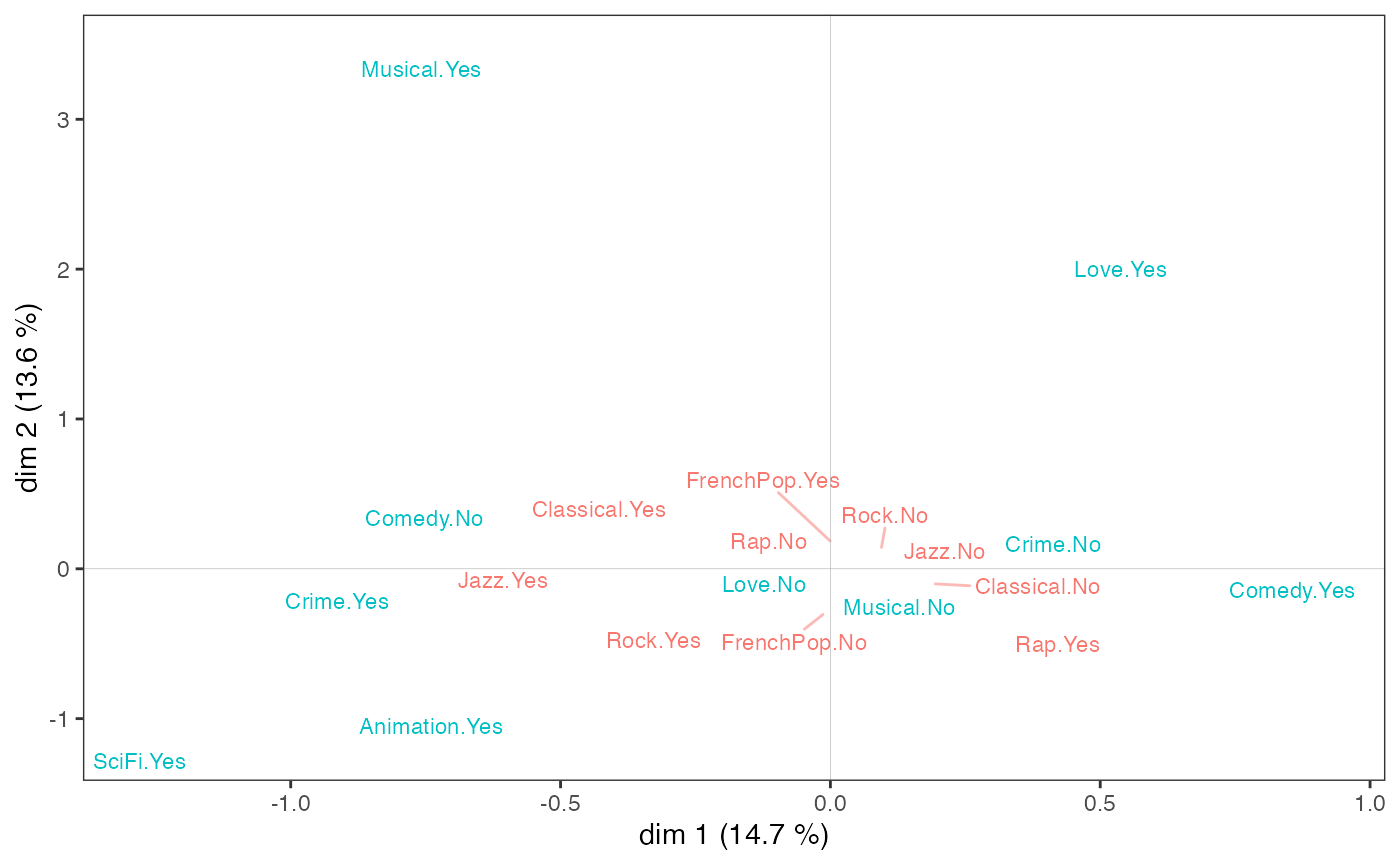 Musical.Yes
3
Love.Yes
2
dim 2 (13.6 %)
1
FrenchPop.Yes
Classical.Yes
Rock.No
Comedy.No
Rap.No
Crime.No
Jazz.No
0
Jazz.Yes
Love.No
Classical.No
Comedy.Yes
Crime.Yes
Musical.No
Rock.Yes
FrenchPop.No
Rap.Yes
-1
Animation.Yes
SciFi.Yes
-1.0
-0.5
0.0
0.5
1.0
dim 1 (14.7 %)